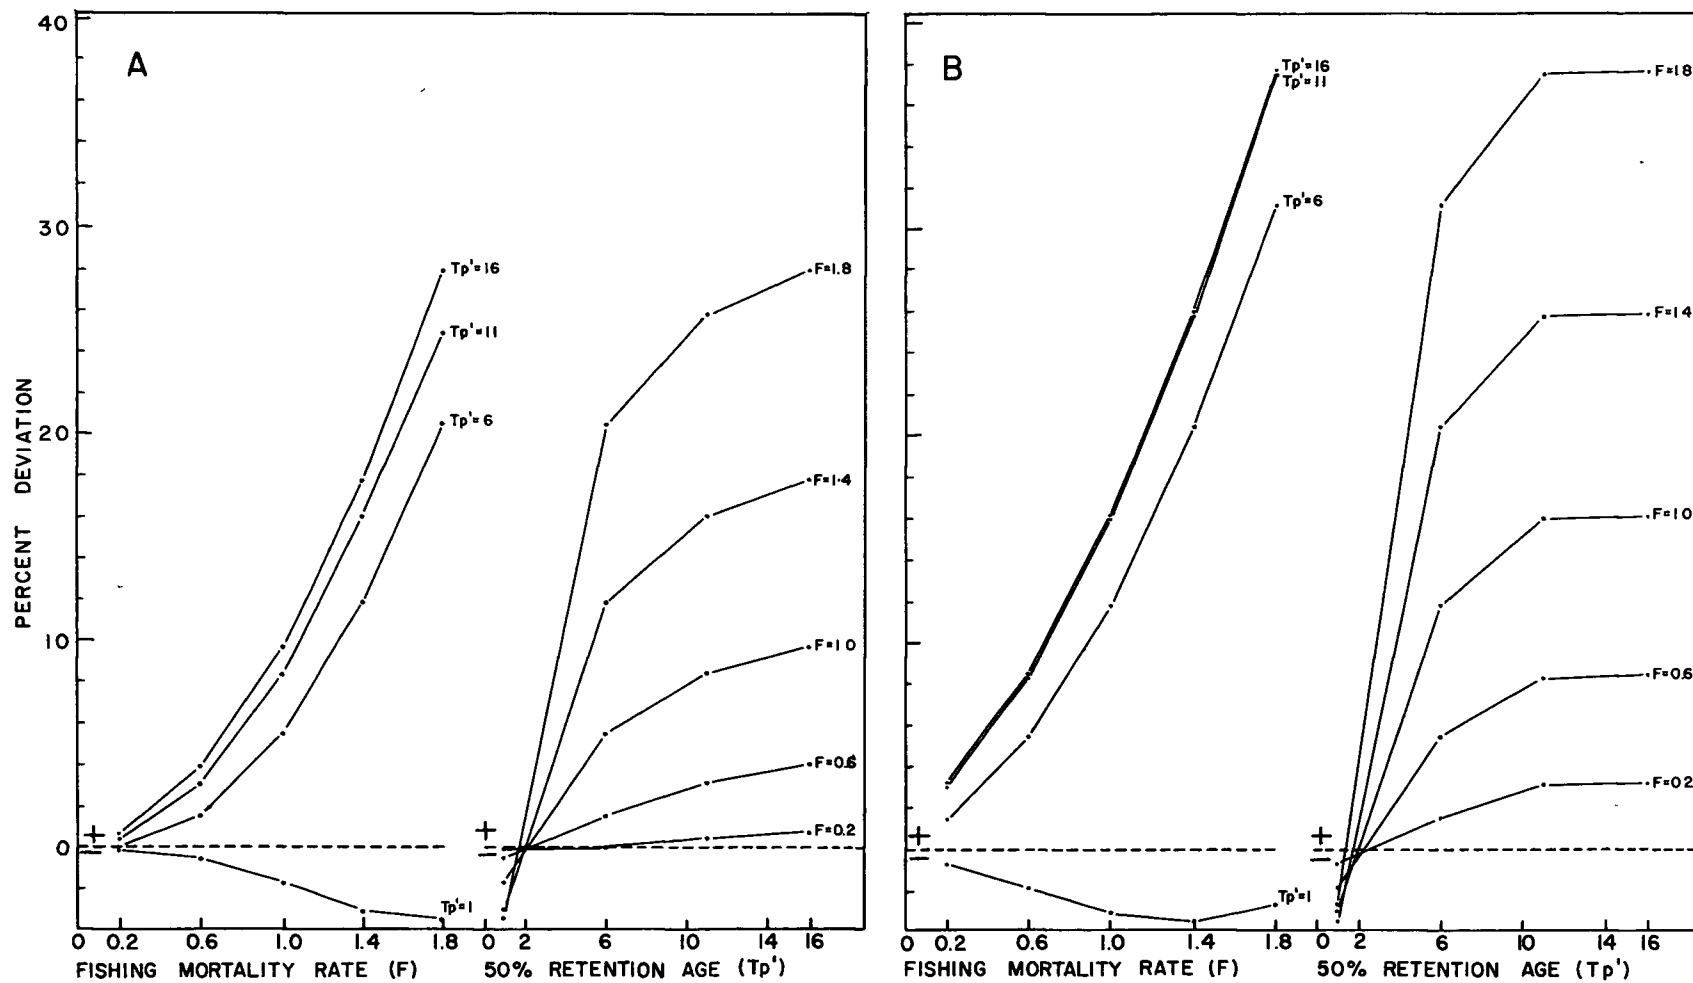 A
B
40
30
20
10
0
PERCENT DEVIATION
+
−
Tp'=16
Tp'=11
Tp'=6
Tp'=1
+
−
F=1.8
F=1.4
F=1.0
F=0.6
F=0.2
Tp'=16
Tp'=11
Tp'=6
Tp'=1
+
−
+
−
F=1.8
F=1.4
F=1.0
F=0.6
F=0.2
0 0.2 0.6 1.0 1.4 1.8
FISHING MORTALITY RATE (F)
0 2 6 10 14 16
50% RETENTION AGE (Tp')
0 0.2 0.6 1.0 1.4 1.8
FISHING MORTALITY RATE (F)
0 2 6 10 14 16
50% RETENTION AGE (Tp')